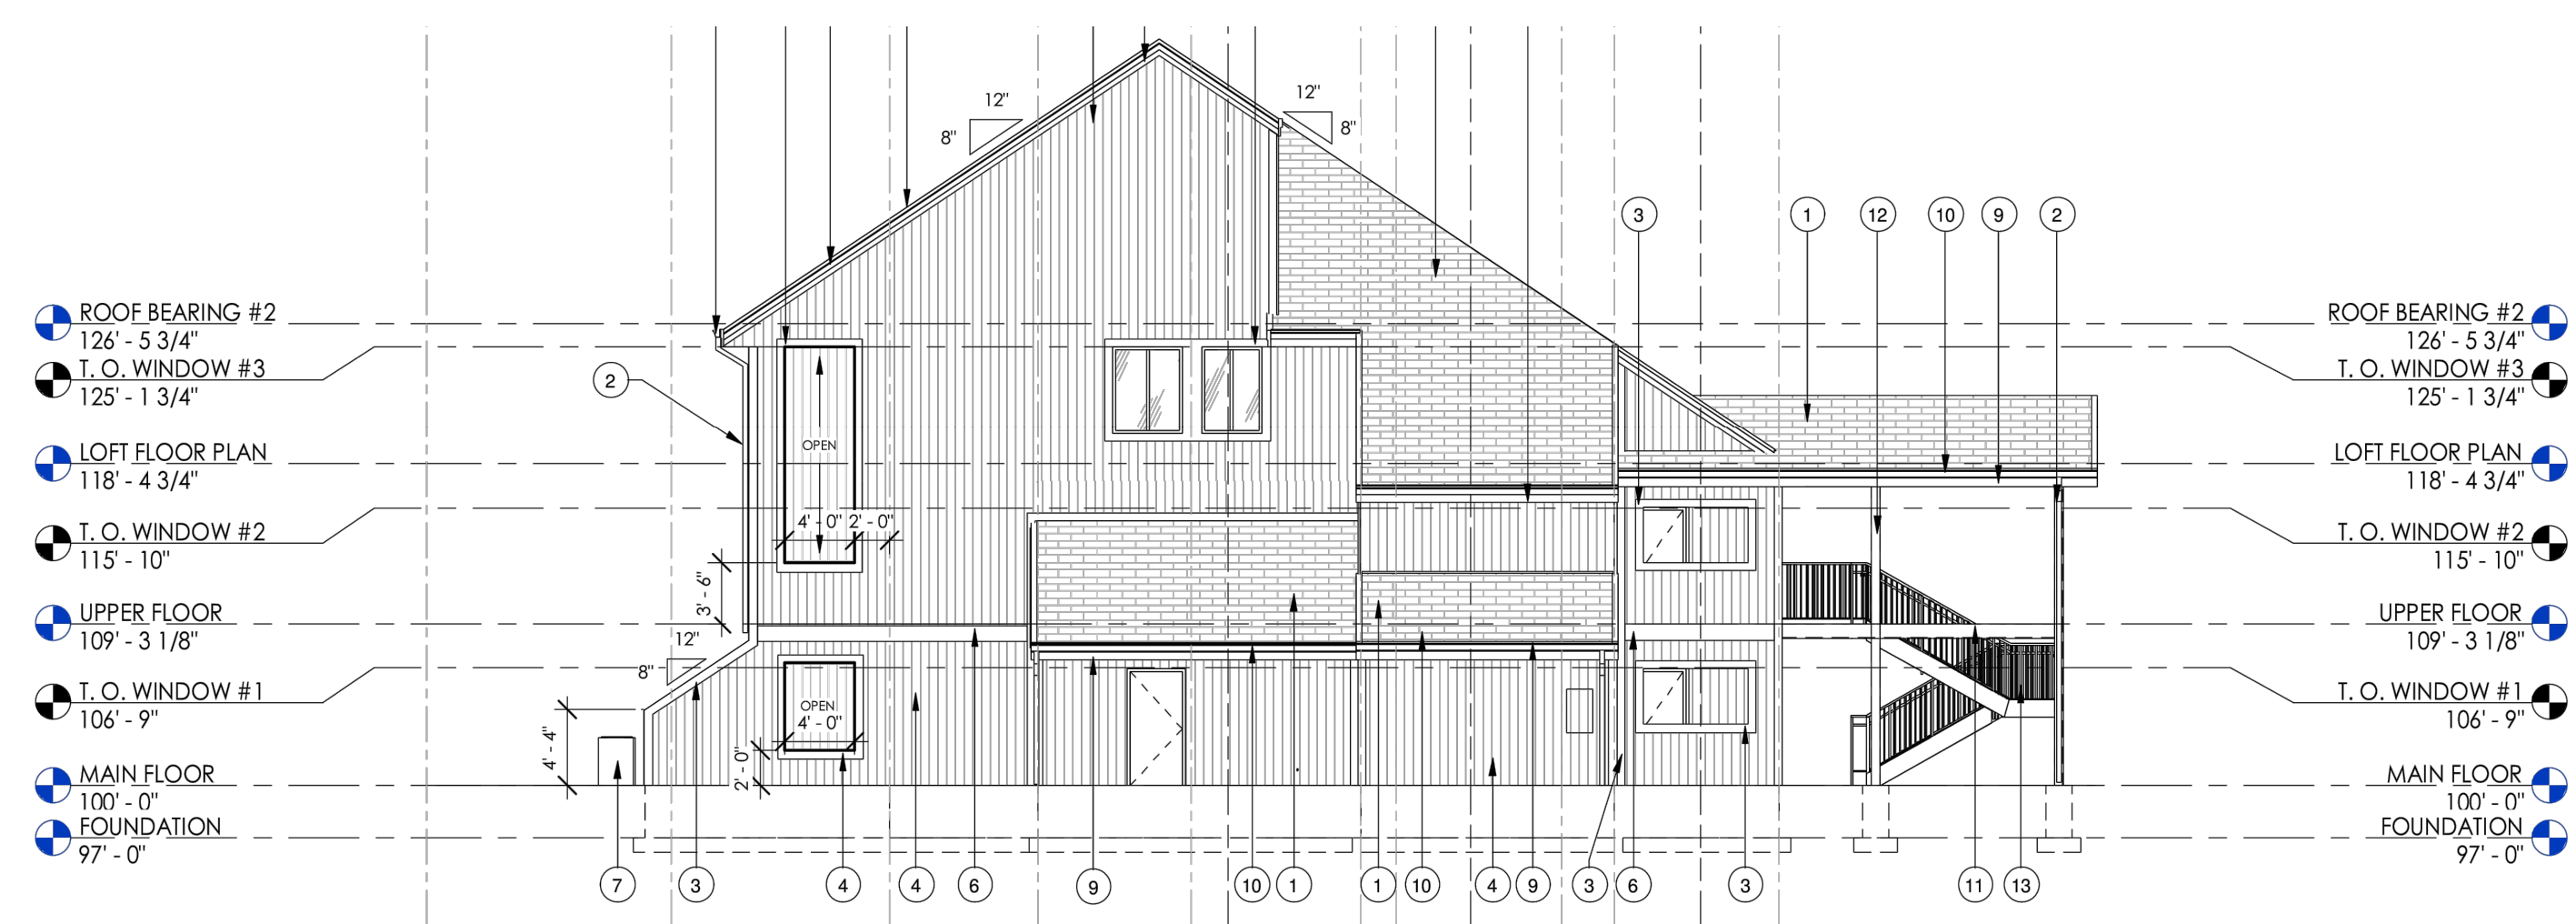 12"
8"
12"
8"
3
1
12
10
9
2
ROOF BEARING #2
126' - 5 3/4"
T. O. WINDOW #3
125' - 1 3/4"
LOFT FLOOR PLAN
118' - 4 3/4"
T. O. WINDOW #2
115' - 10"
UPPER FLOOR
109' - 3 1/8"
T. O. WINDOW #1
106' - 9"
MAIN FLOOR
100' - 0"
FOUNDATION
97' - 0"
2
OPEN
4' - 0" 2' - 0"
3' - 6"
12"
8"
OPEN
4' - 0"
4' - 4"
2' - 0"
ROOF BEARING #2
126' - 5 3/4"
T. O. WINDOW #3
125' - 1 3/4"
LOFT FLOOR PLAN
118' - 4 3/4"
T. O. WINDOW #2
115' - 10"
UPPER FLOOR
109' - 3 1/8"
T. O. WINDOW #1
106' - 9"
MAIN FLOOR
100' - 0"
FOUNDATION
97' - 0"
7
3
4
4
6
9
10
1
1
10
4
9
3
6
3
11
13